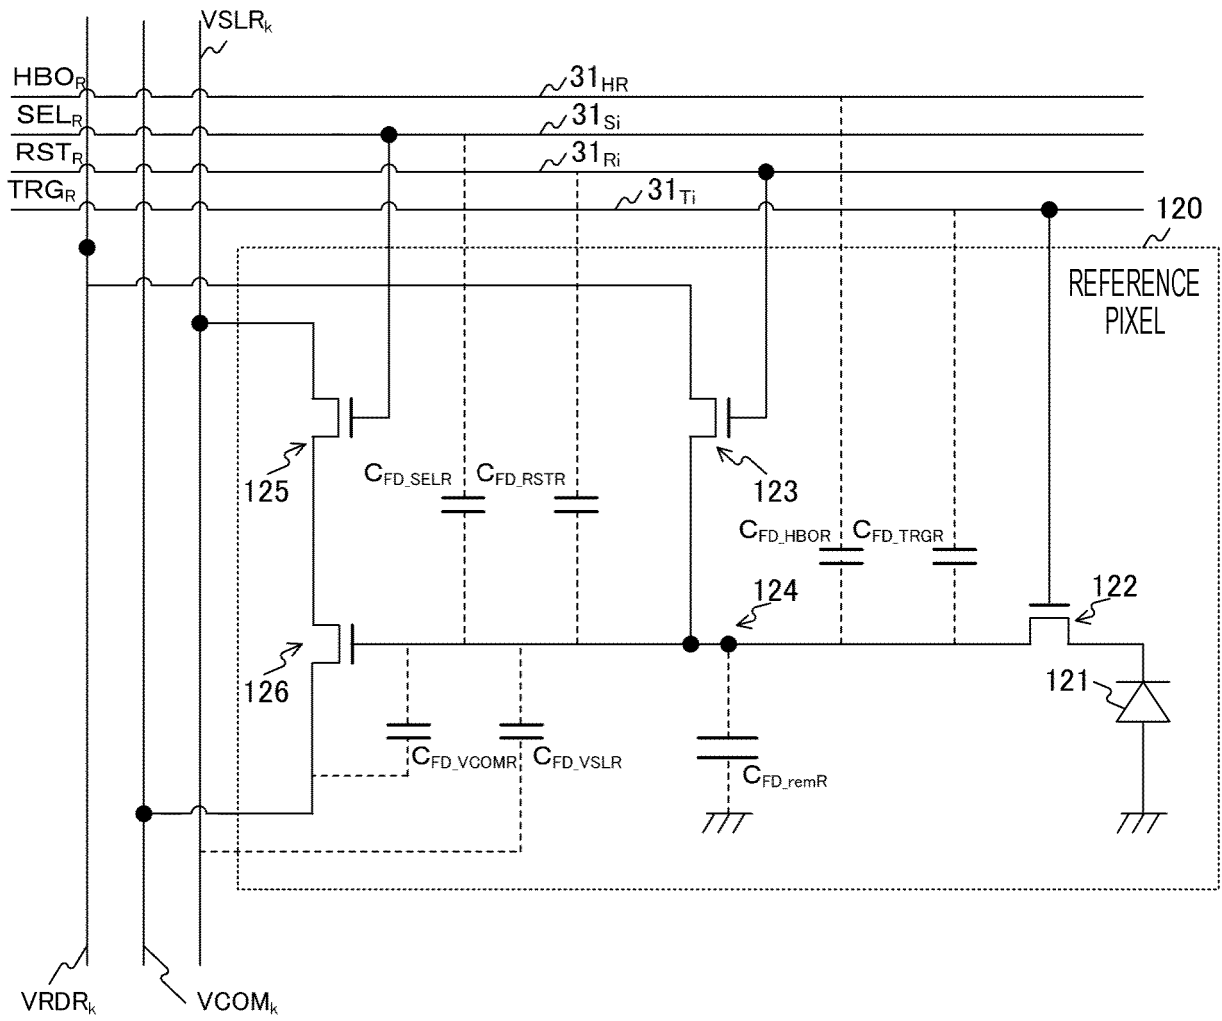 VSLRk
HBOR
31HR
SELR
31Si
RSTR
31Ri
TRGR
31Ti
120
REFERENCE
PIXEL
125
CFD_SELR
CFD_RSTR
123
CFD_HBOR
CFD_TRGR
124
122
126
121
CFD_VCOMR
CFD_VSLR
CFD_remR
VRDRk
VCOMk